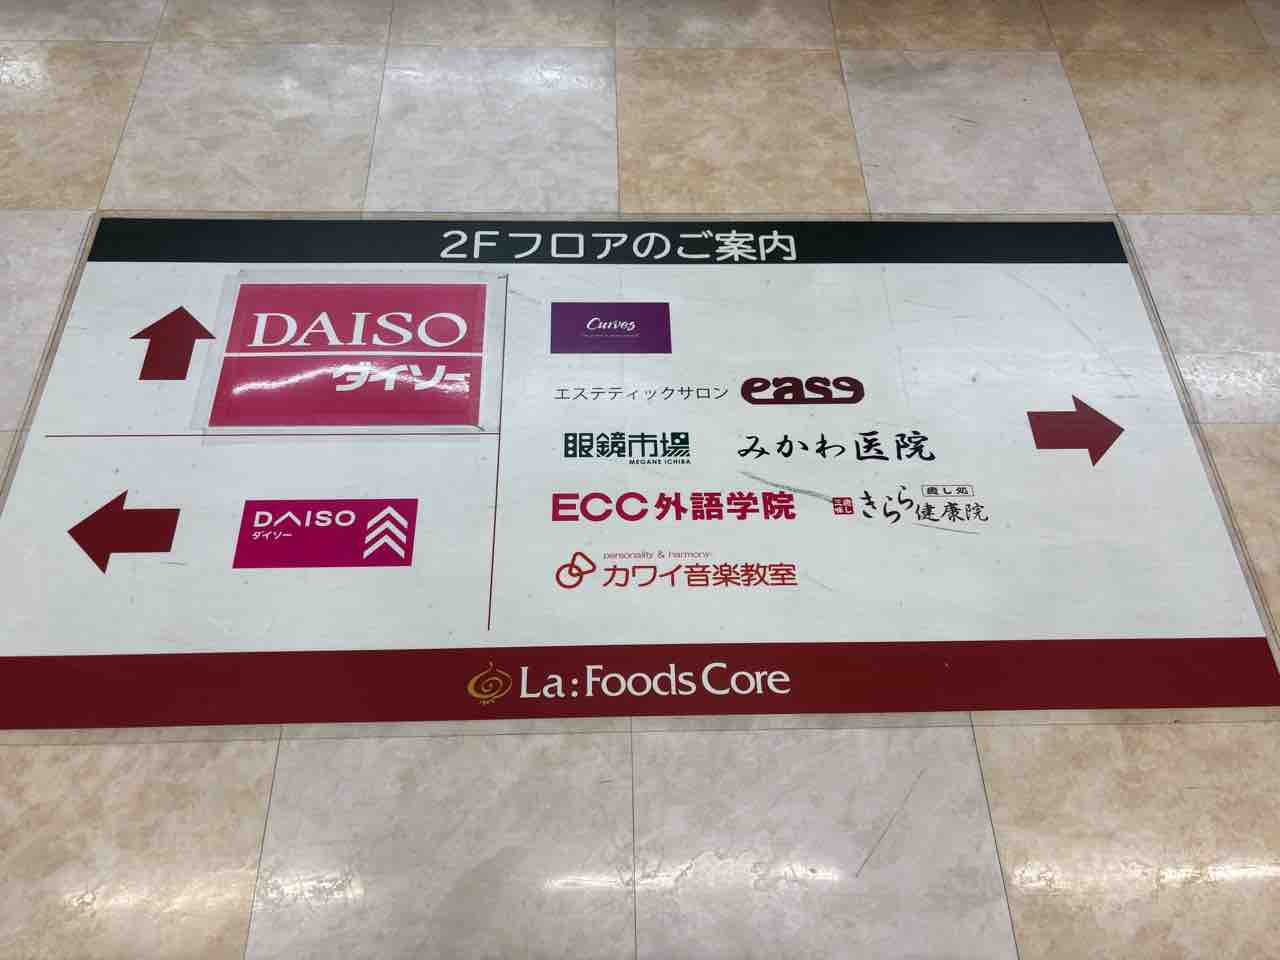 2Fフロアのご案内
DAISO
ダイソー
DAISO
ダイソー
Curves
エステティックサロン ease
眼鏡市場
MEGANE ICHIBA
みかわ医院
ECC外語学院
癒し処
きらら健康院
personality & harmony
カワイ音楽教室
La:Foods Core